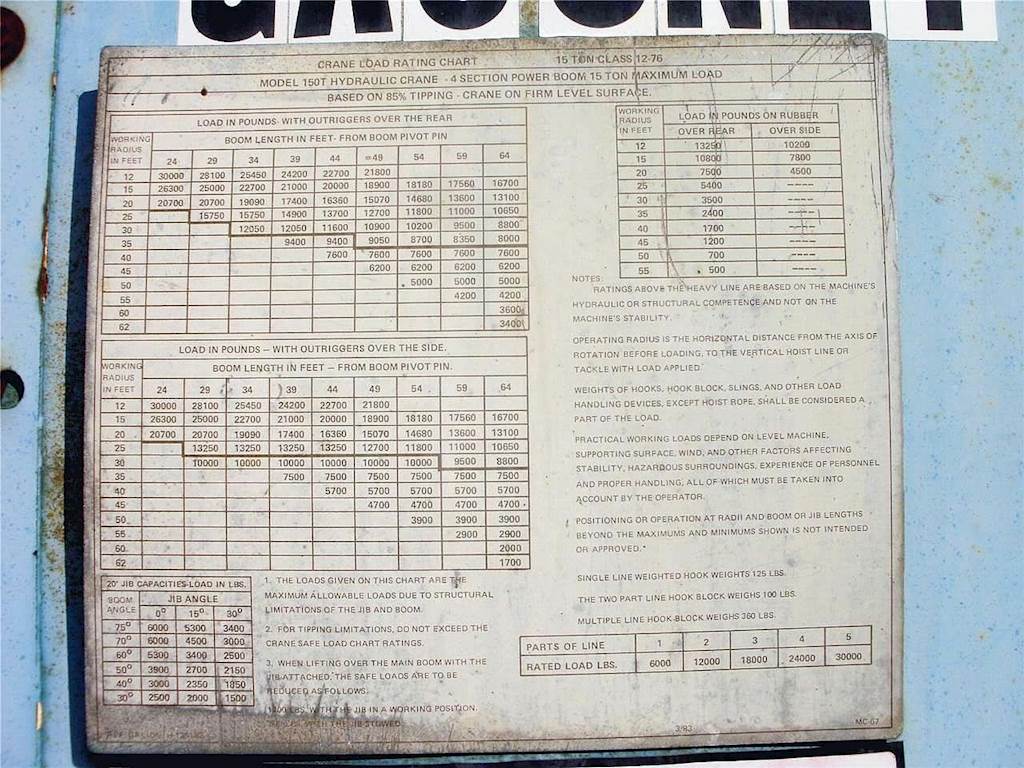 GASUNEY
CRANE LOAD RATING CHART 15 TON CLASS 12-76
MODEL 150T HYDRAULIC CRANE - 4 SECTION POWER BOOM 15 TON MAXIMUM LOAD
BASED ON 85% TIPPING - CRANE ON FIRM LEVEL SURFACE.
LOAD IN POUNDS- WITH OUTRIGGERS OVER THE REAR
WORKING RADIUS IN FEET
BOOM LENGTH IN FEET- FROM BOOM PIVOT PIN
24 29 34 39 44 49 54 59 64
12 30000 28100 25450 24200 22700 21800
15 26300 25000 22700 21000 20000 18900 18180 17560 16700
20 20700 20700 19090 17400 16360 15070 14680 13600 13100
25 15750 15750 14900 13700 12700 11800 11000 10650
30 12050 12050 11600 10900 10200 9500 8800
35 9400 9400 9050 8700 8350 8000
40 7600 7600 7600 7600 7600
45 6200 6200 6200 6200
50 5000 5000 5000
55 4200 4200
60 3600
62 3400
LOAD IN POUNDS — WITH OUTRIGGERS OVER THE SIDE.
WORKING RADIUS IN FEET
BOOM LENGTH IN FEET — FROM BOOM PIVOT PIN.
24 29 34 39 44 49 54 59 64
12 30000 28100 25450 24200 22700 21800
15 26300 25000 22700 21000 20000 18900 18180 17560 16700
20 20700 20700 19090 17400 16360 15070 14680 13600 13100
25 13250 13250 13250 13250 12700 11800 11000 10650
30 10000 10000 10000 10000 10000 10000 9500 8800
35 7500 7500 7500 7500 7500 7500
40 5700 5700 5700 5700 5700
45 4700 4700 4700 4700
50 3900 3900 3900
55 2900 2900
60 2000
62 1700
20' JIB CAPACITIES-LOAD IN LBS.
BOOM ANGLE
JIB ANGLE
0° 15° 30°
75° 6000 5300 3400
70° 6000 4500 3000
60° 5300 3400 2500
50° 3900 2700 2150
40° 3000 2350 1850
30° 2500 2000 1500
1. THE LOADS GIVEN ON THIS CHART ARE THE
MAXIMUM ALLOWABLE LOADS DUE TO STRUCTURAL
LIMITATIONS OF THE JIB AND BOOM.
2. FOR TIPPING LIMITATIONS, DO NOT EXCEED THE
CRANE SAFE LOAD CHART RATINGS.
3. WHEN LIFTING OVER THE MAIN BOOM WITH THE
JIB ATTACHED, THE SAFE LOADS ARE TO BE
REDUCED AS FOLLOWS.
LBS. WITH THE JIB IN A WORKING POSITION.
LBS. WITH THE JIB STOWED.
WORKING RADIUS IN FEET
LOAD IN POUNDS ON RUBBER
OVER REAR OVER SIDE
12 13250 10200
15 10800 7800
20 7500 4500
25 5400 ----
30 3500 ----
35 2400 ----
40 1700 ----
45 1200 ----
50 700 ----
55 500 ----
NOTES:
RATINGS ABOVE THE HEAVY LINE ARE BASED ON THE MACHINE'S
HYDRAULIC OR STRUCTURAL COMPETENCE AND NOT ON THE
MACHINE'S STABILITY.
OPERATING RADIUS IS THE HORIZONTAL DISTANCE FROM THE AXIS OF
ROTATION BEFORE LOADING, TO THE VERTICAL HOIST LINE OR
TACKLE WITH LOAD APPLIED.
WEIGHTS OF HOOKS, HOOK BLOCK, SLINGS, AND OTHER LOAD
HANDLING DEVICES, EXCEPT HOIST ROPE, SHALL BE CONSIDERED A
PART OF THE LOAD.
PRACTICAL WORKING LOADS DEPEND ON LEVEL MACHINE,
SUPPORTING SURFACE, WIND, AND OTHER FACTORS AFFECTING
STABILITY, HAZARDOUS SURROUNDINGS, EXPERIENCE OF PERSONNEL
AND PROPER HANDLING, ALL OF WHICH MUST BE TAKEN INTO
ACCOUNT BY THE OPERATOR.
POSITIONING OR OPERATION AT RADII AND BOOM OR JIB LENGTHS
BEYOND THE MAXIMUMS AND MINIMUMS SHOWN IS NOT INTENDED
OR APPROVED.
SINGLE LINE WEIGHTED HOOK WEIGHTS 125 LBS.
THE TWO PART LINE HOOK BLOCK WEIGHS 100 LBS.
MULTIPLE LINE HOOK BLOCK WEIGHS 360 LBS.
PARTS OF LINE 1 2 3 4 5
RATED LOAD LBS. 6000 12000 18000 24000 30000
3/83
MC-67